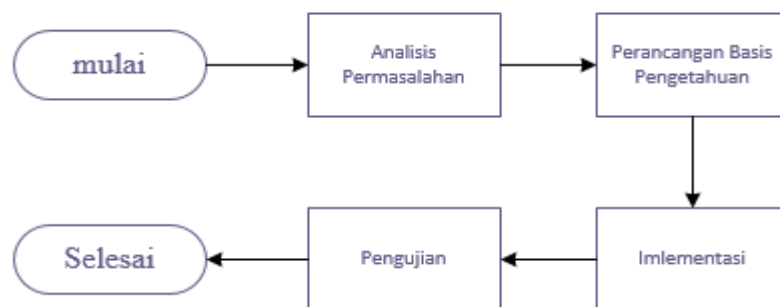 mulai
Analisis
Permasalahan
Perancangan Basis
Pengetahuan
Selesai
Pengujian
Imlementasi